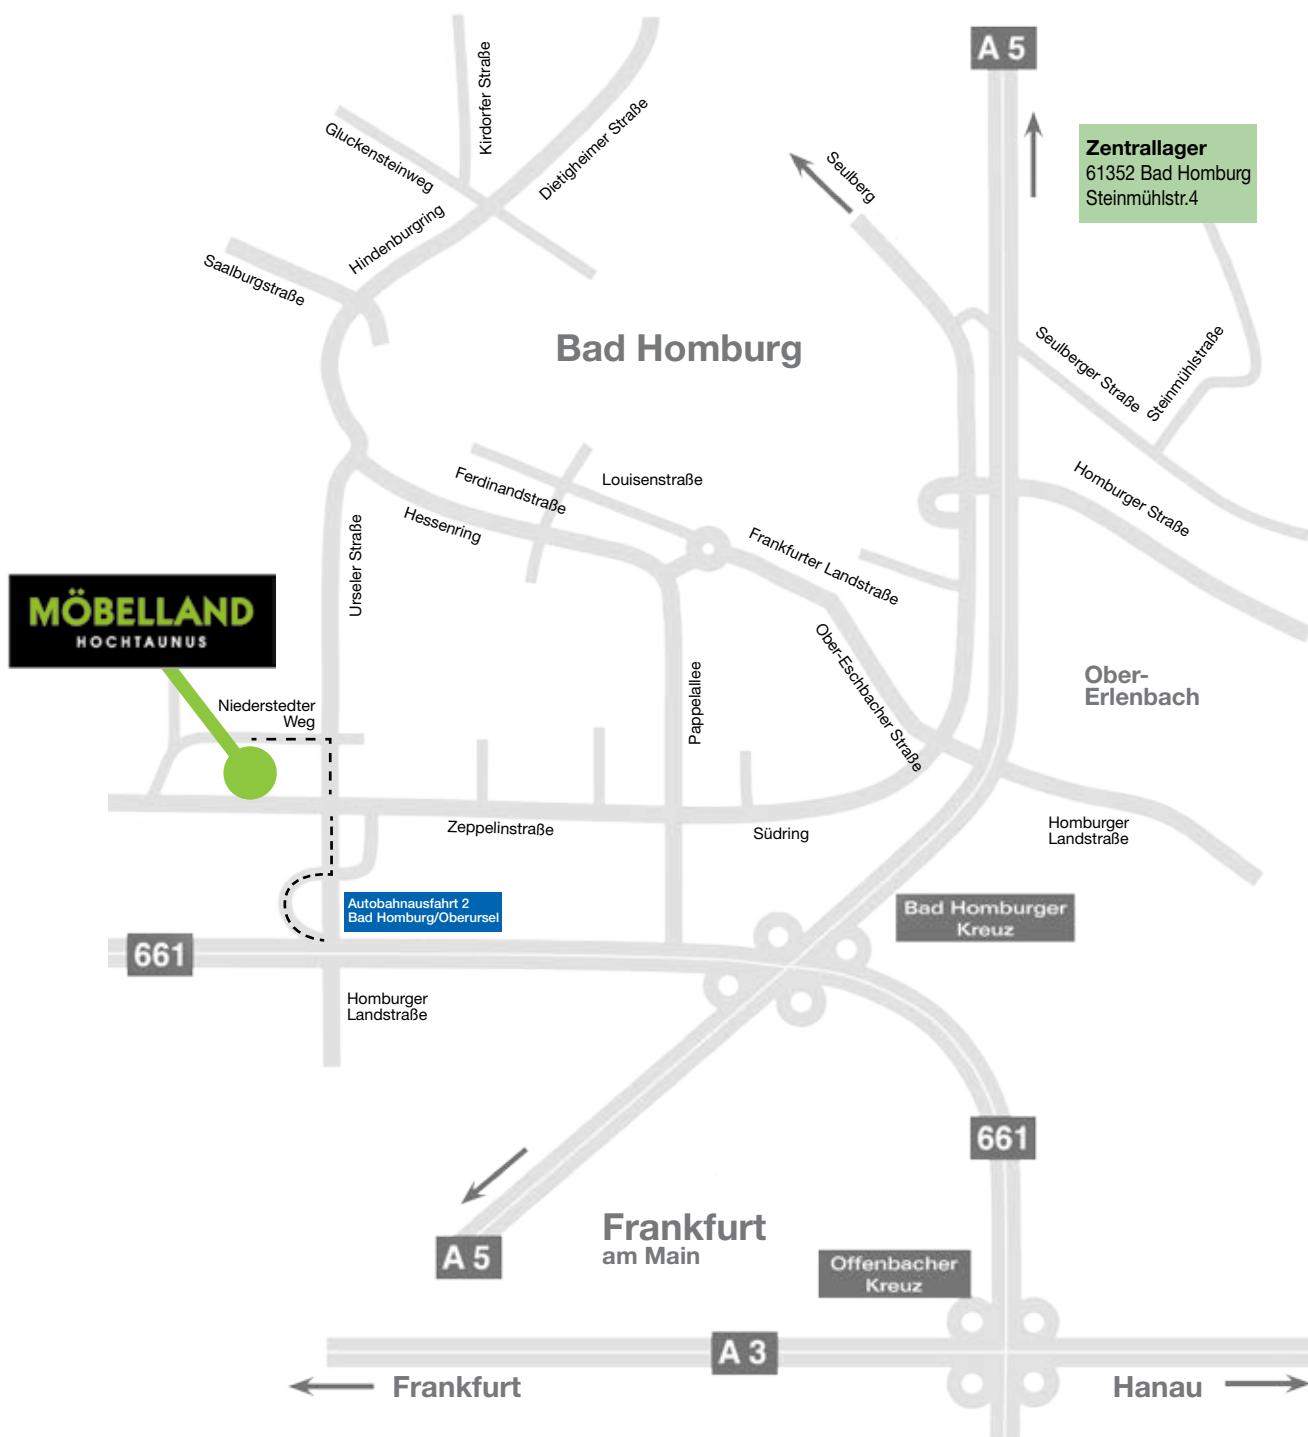 A 5
Kirdorfer Straße
Gluckensteinweg
Dietigheimer Straße
Zentrallager
61352 Bad Homburg
Steinmühlstr.4
Seulberg
Hindenburgring
Saalburgstraße
Bad Homburg
Seulberger Straße
Steinmühlstraße
Ferdinandstraße
Louisenstraße
Homburger Straße
Hessenring
Urseler Straße
Frankfurter Landstraße
MÖBELLAND
HOCHTAUNUS
Ober-Eschbacher Straße
Pappelallee
Ober-
Erlenbach
Niederstedter
Weg
Zeppelinstraße
Südring
Homburger
Landstraße
Autobahnausfahrt 2
Bad Homburg/Oberursel
Bad Homburger
Kreuz
661
Homburger
Landstraße
661
Frankfurt
am Main
A 5
Offenbacher
Kreuz
A 3
Frankfurt
Hanau